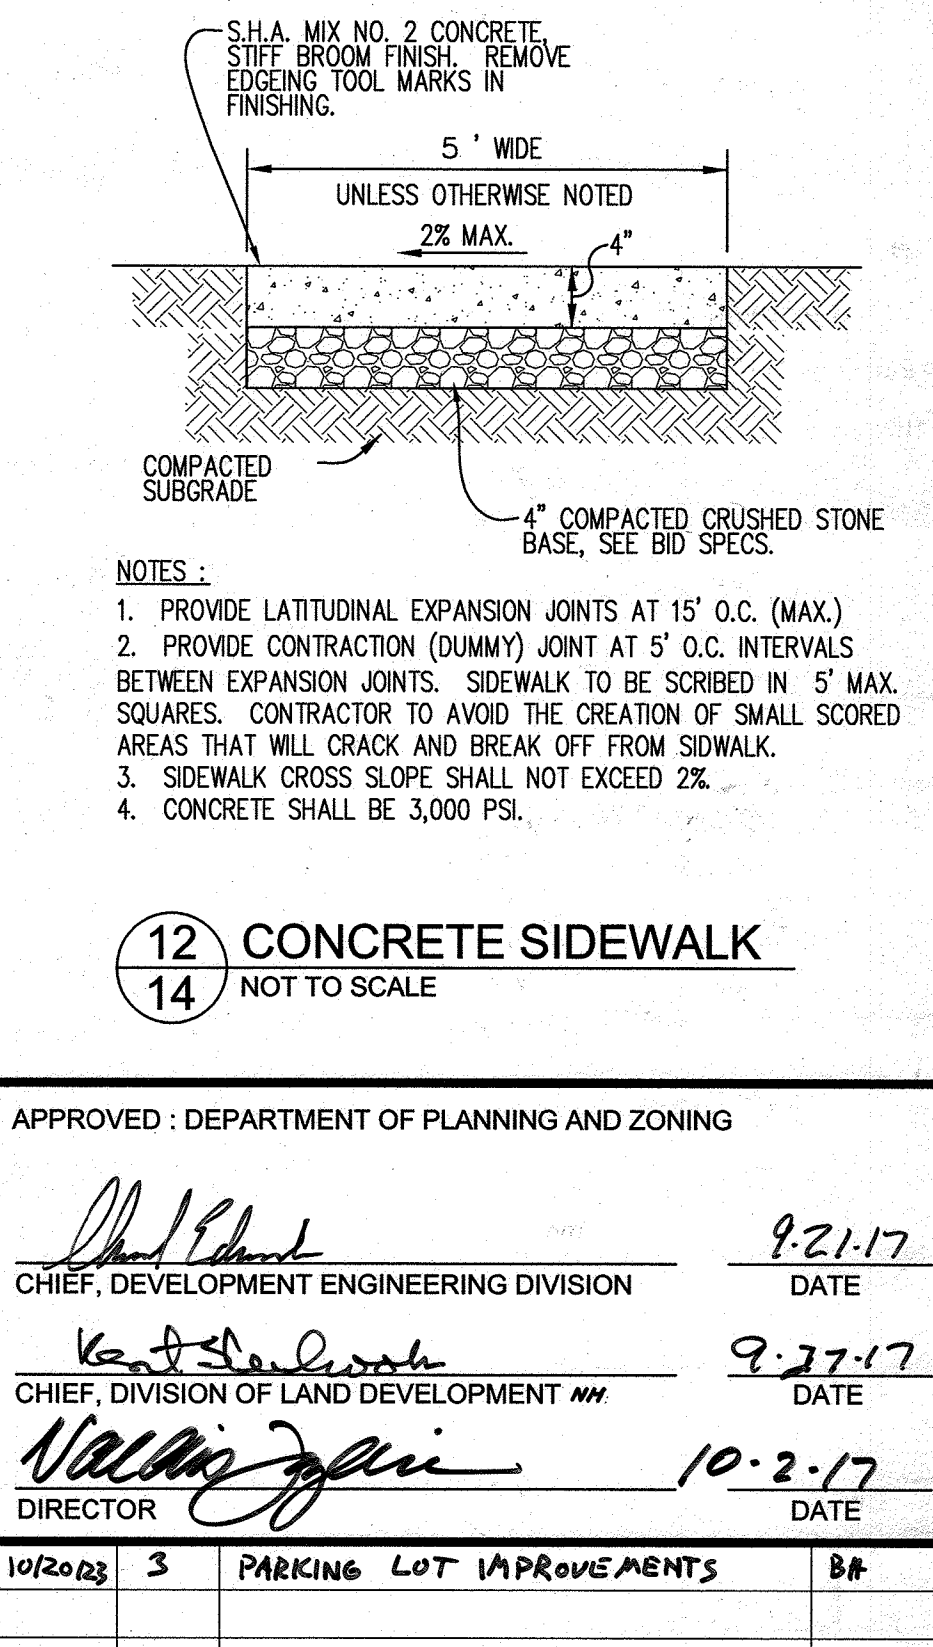 S.H.A. MIX NO. 2 CONCRETE,
STIFF BROOM FINISH. REMOVE
EDGEING TOOL MARKS IN
FINISHING.
5 ' WIDE
UNLESS OTHERWISE NOTED
2% MAX.
4"
COMPACTED
SUBGRADE
4" COMPACTED CRUSHED STONE
BASE, SEE BID SPECS.
NOTES :
1. PROVIDE LATITUDINAL EXPANSION JOINTS AT 15' O.C. (MAX.)
2. PROVIDE CONTRACTION (DUMMY) JOINT AT 5' O.C. INTERVALS
BETWEEN EXPANSION JOINTS. SIDEWALK TO BE SCRIBED IN 5' MAX.
SQUARES. CONTRACTOR TO AVOID THE CREATION OF SMALL SCORED
AREAS THAT WILL CRACK AND BREAK OFF FROM SIDWALK.
3. SIDEWALK CROSS SLOPE SHALL NOT EXCEED 2%.
4. CONCRETE SHALL BE 3,000 PSI.
12 CONCRETE SIDEWALK
14 NOT TO SCALE
APPROVED : DEPARTMENT OF PLANNING AND ZONING
9.21.17
CHIEF, DEVELOPMENT ENGINEERING DIVISION DATE
Kent 9.27.17
CHIEF, DIVISION OF LAND DEVELOPMENT NH DATE
10.2.17
DIRECTOR DATE
10/20/23 3 PARKING LOT IMPROVEMENTS BH